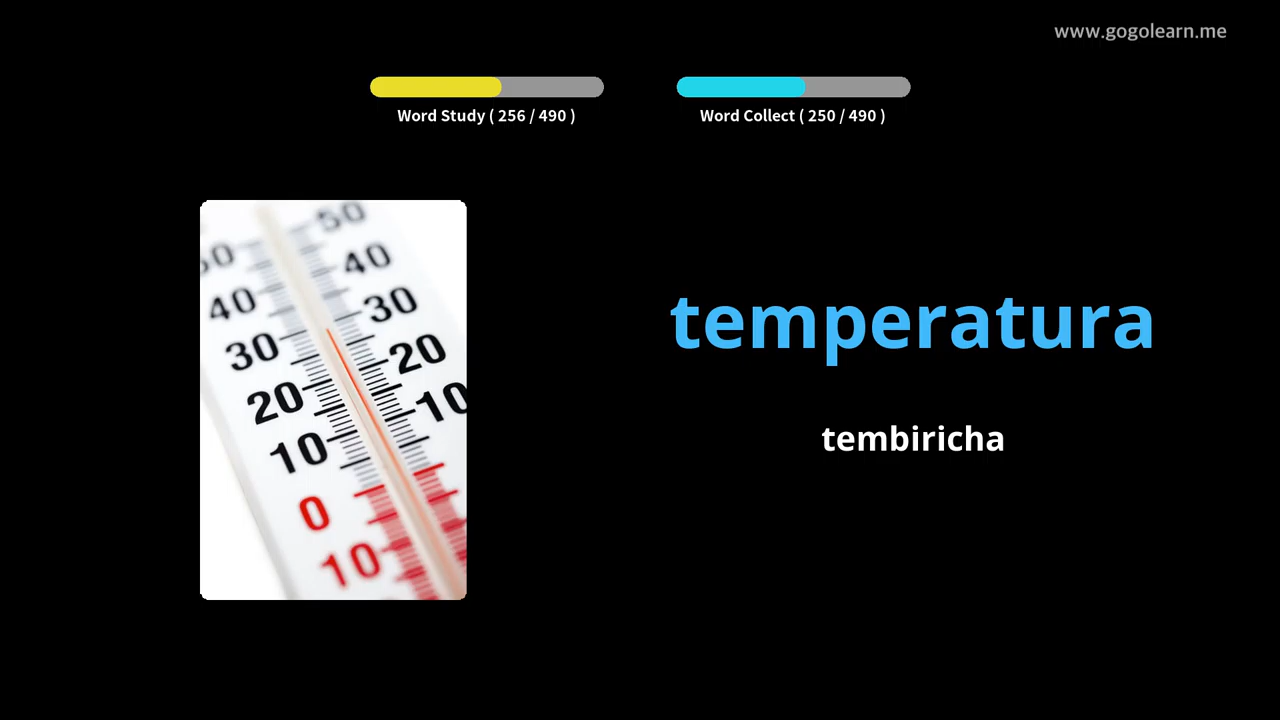 www.gogolearn.me
Word Study ( 256 / 490 )
Word Collect ( 250 / 490 )
50
40
40
30
30
20
20
10
10
0
10
temperatura
tembiricha